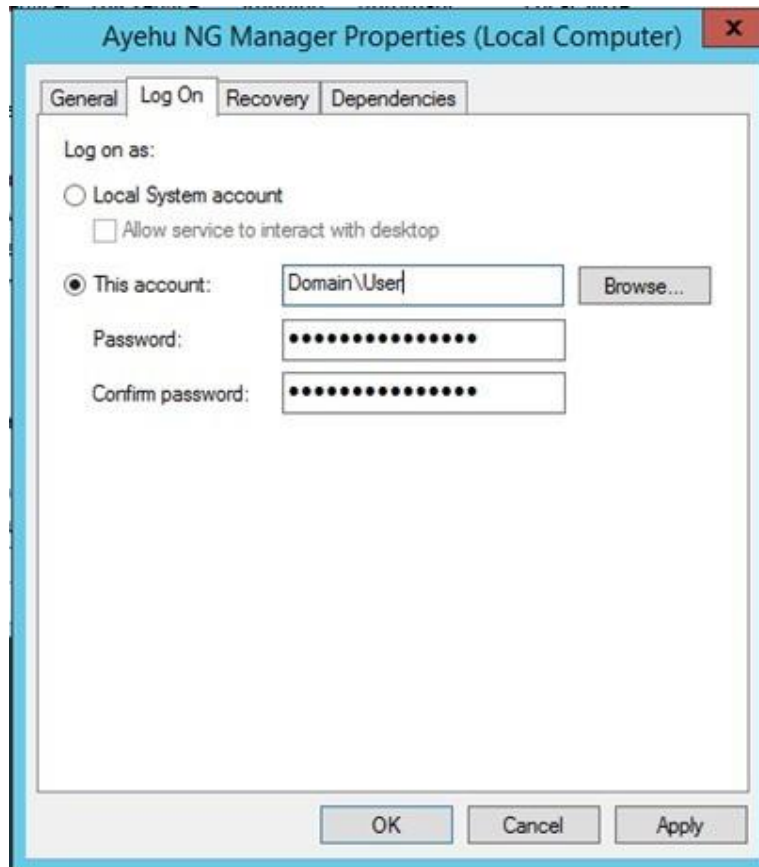 Ayehu NG Manager Properties (Local Computer)
x
General Log On Recovery Dependencies
Log on as:
Local System account
Allow service to interact with desktop
This account: Domain\User Browse...
Password: ●●●●●●●●●●●●●●●
Confirm password: ●●●●●●●●●●●●●●●
OK Cancel Apply